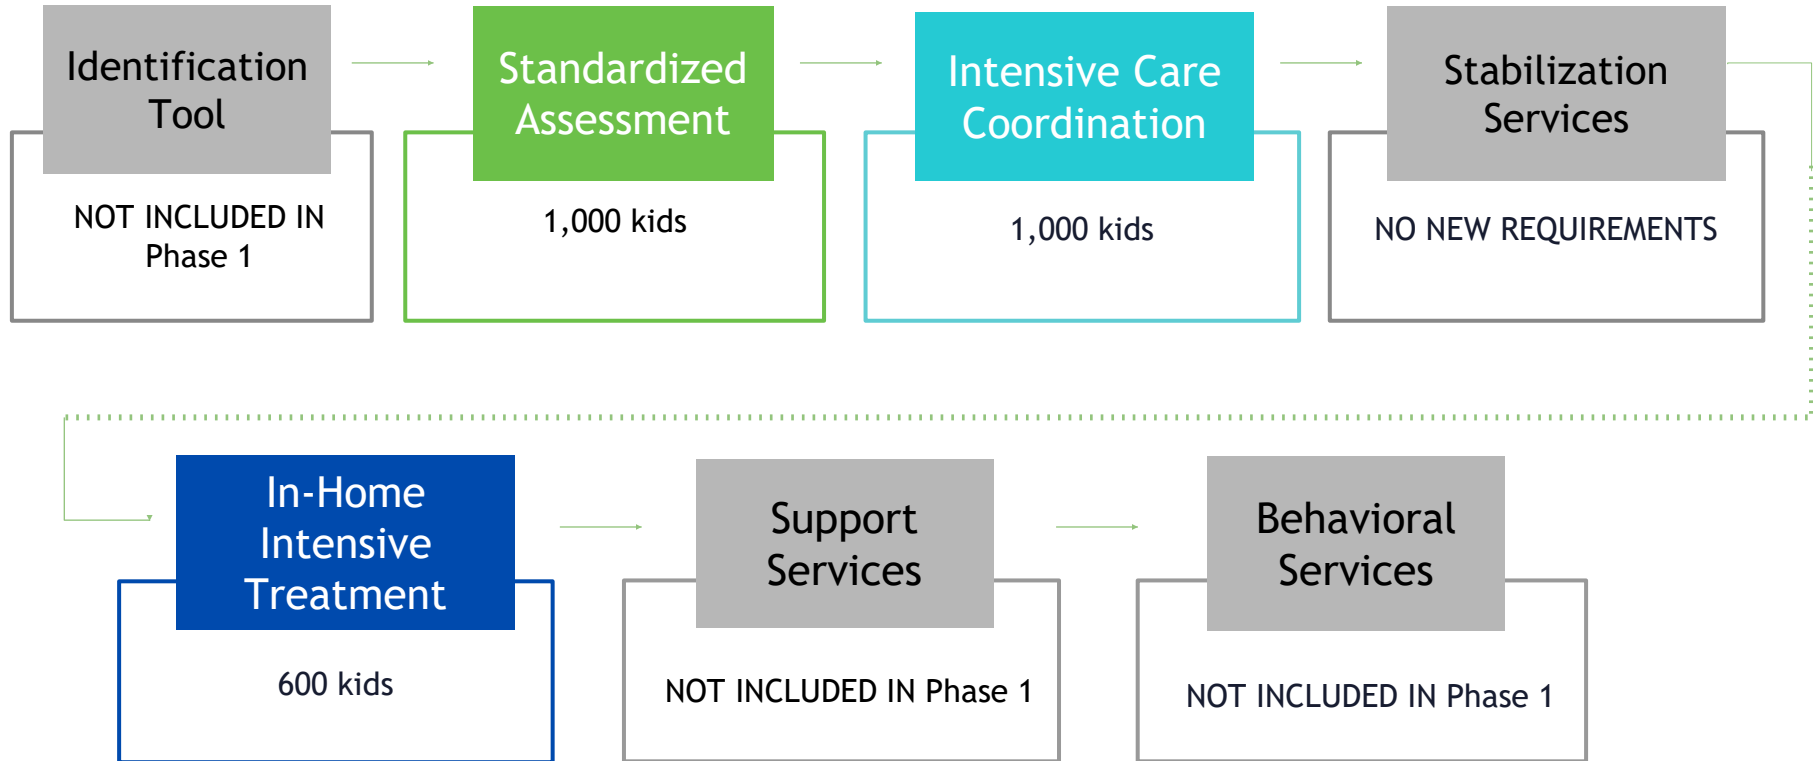 Identification
Tool
NOT INCLUDED IN
Phase 1
Standardized
Assessment
1,000 kids
Intensive Care
Coordination
1,000 kids
Stabilization
Services
NO NEW REQUIREMENTS
In-Home
Intensive
Treatment
600 kids
Support
Services
NOT INCLUDED IN Phase 1
Behavioral
Services
NOT INCLUDED IN Phase 1